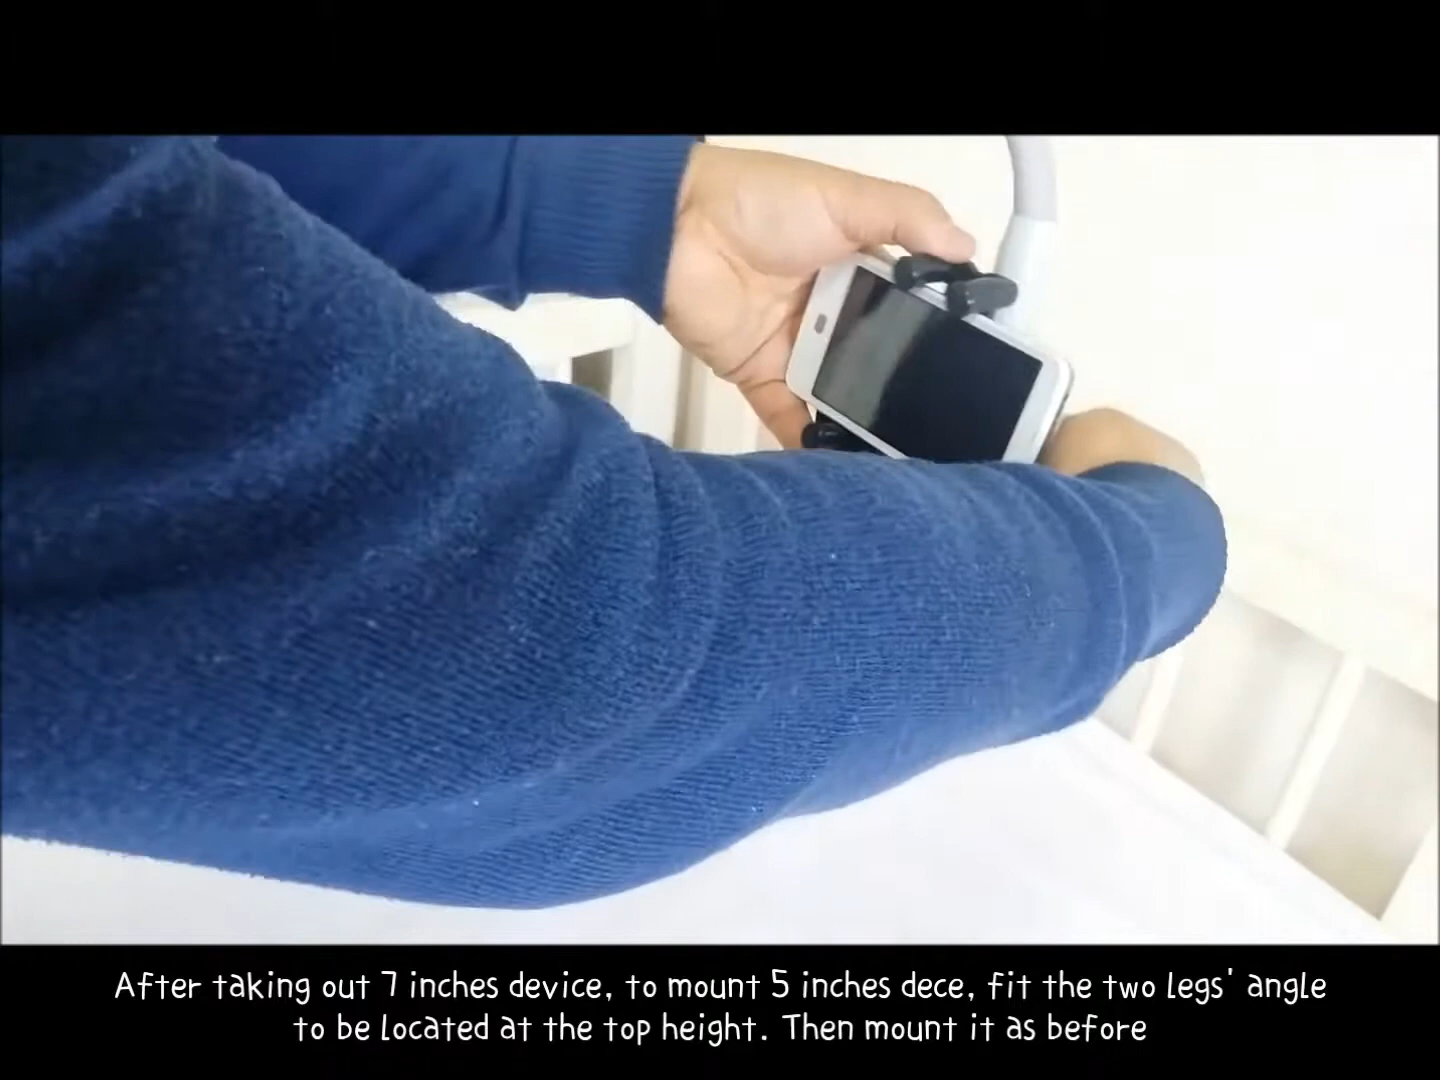 After taking out 7 inches device, to mount 5 inches dece, fit the two legs' angle
to be located at the top height. Then mount it as before